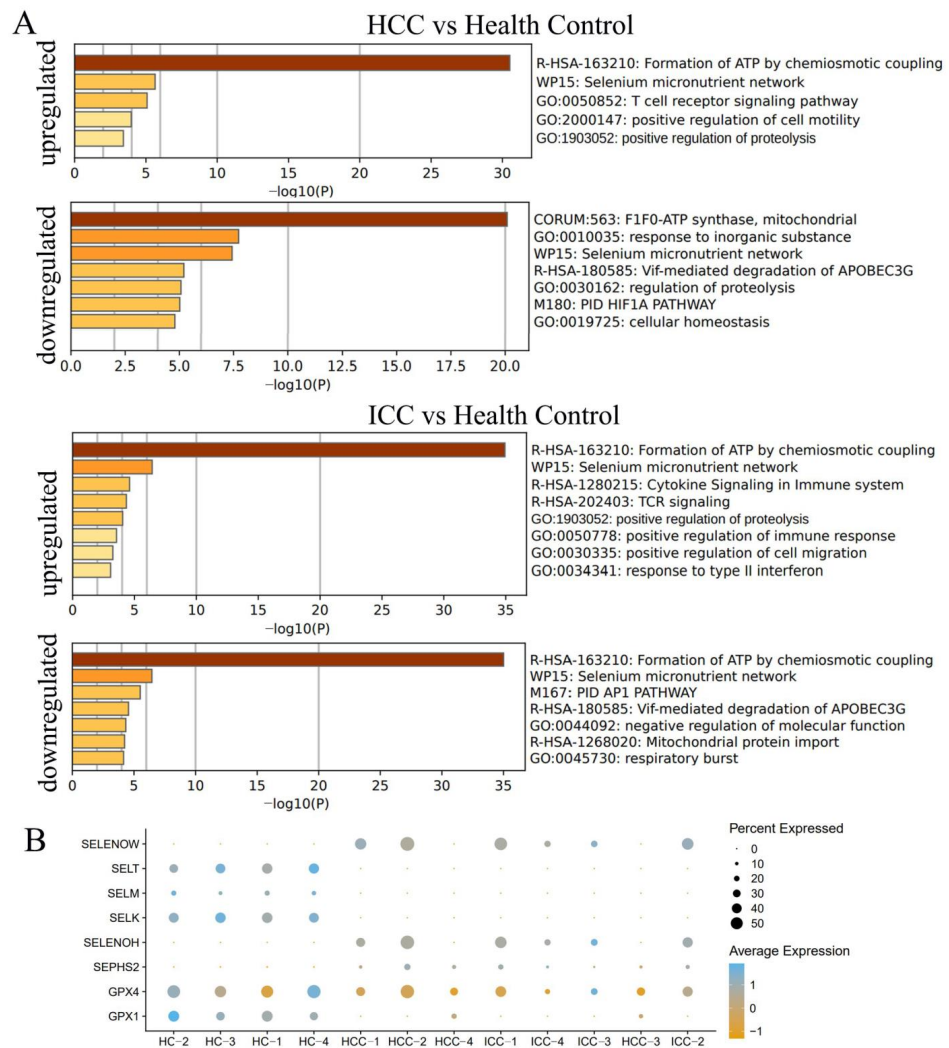 A
HCC vs Health Control
upregulated
R-HSA-163210: Formation of ATP by chemiosmotic coupling
WP15: Selenium micronutrient network
GO:0050852: T cell receptor signaling pathway
GO:2000147: positive regulation of cell motility
GO:1903052: positive regulation of proteolysis
0 5 10 15 20 25 30
−log10(P)
downregulated
CORUM:563: F1F0-ATP synthase, mitochondrial
GO:0010035: response to inorganic substance
WP15: Selenium micronutrient network
R-HSA-180585: Vif-mediated degradation of APOBEC3G
GO:0030162: regulation of proteolysis
M180: PID HIF1A PATHWAY
GO:0019725: cellular homeostasis
0.0 2.5 5.0 7.5 10.0 12.5 15.0 17.5 20.0
−log10(P)
ICC vs Health Control
upregulated
R-HSA-163210: Formation of ATP by chemiosmotic coupling
WP15: Selenium micronutrient network
R-HSA-1280215: Cytokine Signaling in Immune system
R-HSA-202403: TCR signaling
GO:1903052: positive regulation of proteolysis
GO:0050778: positive regulation of immune response
GO:0030335: positive regulation of cell migration
GO:0034341: response to type II interferon
0 5 10 15 20 25 30 35
−log10(P)
downregulated
R-HSA-163210: Formation of ATP by chemiosmotic coupling
WP15: Selenium micronutrient network
M167: PID AP1 PATHWAY
R-HSA-180585: Vif-mediated degradation of APOBEC3G
GO:0044092: negative regulation of molecular function
R-HSA-1268020: Mitochondrial protein import
GO:0045730: respiratory burst
0 5 10 15 20 25 30 35
−log10(P)
B
SELENOW
SELT
SELM
SELK
SELENOH
SEPHS2
GPX4
GPX1
HC−2 HC−3 HC−1 HC−4 HCC−1 HCC−2 HCC−4 ICC−1 ICC−4 ICC−3 HCC−3 ICC−2
Percent Expressed
0
10
20
30
40
50
Average Expression
1
0
−1